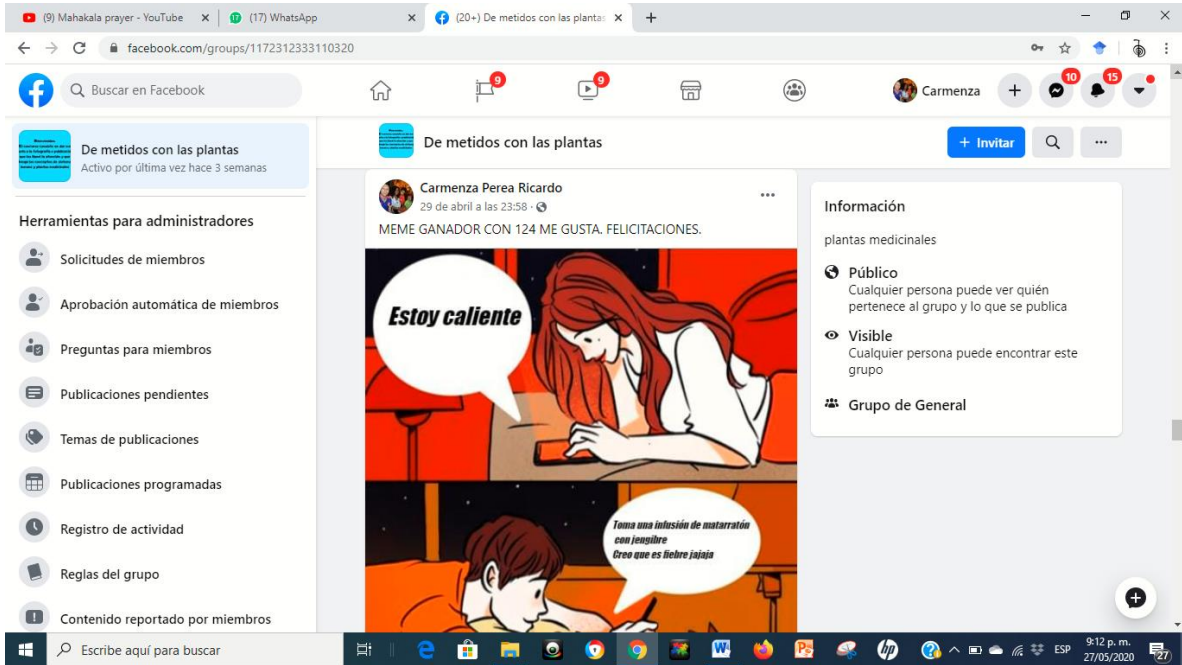 (9) Mahakala prayer - YouTube
(17) WhatsApp
(20+) De metidos con las plantas
facebook.com/groups/1172312333110320
Buscar en Facebook
9
9
Carmenza
10
15
De metidos con las plantas
Activo por última vez hace 3 semanas
Herramientas para administradores
Solicitudes de miembros
Aprobación automática de miembros
Preguntas para miembros
Publicaciones pendientes
Temas de publicaciones
Publicaciones programadas
Registro de actividad
Reglas del grupo
Contenido reportado por miembros
De metidos con las plantas
+ Invitar
Carmenza Perea Ricardo
29 de abril a las 23:58
MEME GANADOR CON 124 ME GUSTA. FELICITACIONES.
Estoy caliente
Toma una infusión de matarratón
con jengibre
Creo que es fiebre jajaja
Información
plantas medicinales
Público
Cualquier persona puede ver quién
pertenece al grupo y lo que se publica
Visible
Cualquier persona puede encontrar este
grupo
Grupo de General
Escribe aquí para buscar
ESP
9:12 p. m.
27/05/2020
27